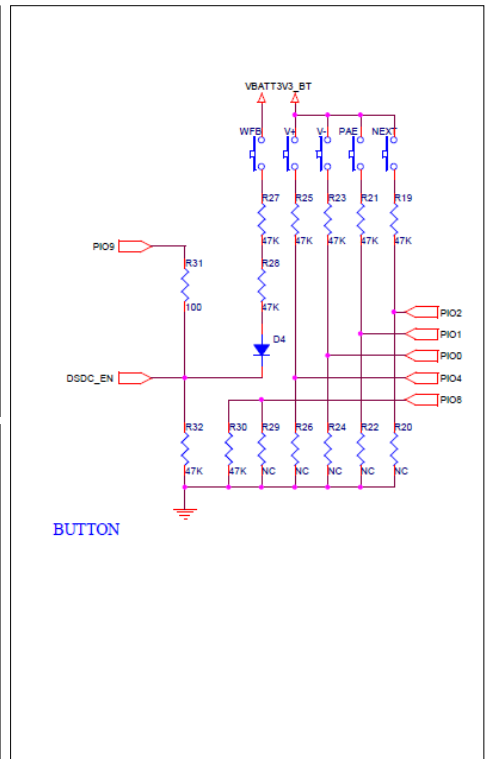 VBATT3V3_BT
WFB V+ V- PAE NEXT
R27 R25 R23 R21 R19
47K 47K 47K 47K 47K
PIO9
R31 R28
100 47K
PIO2
D4 PIO1
PIO0
DSDC_EN PIO4
PIO8
R32 R30 R29 R26 R24 R22 R20
47K 47K NC NC NC NC NC
BUTTON